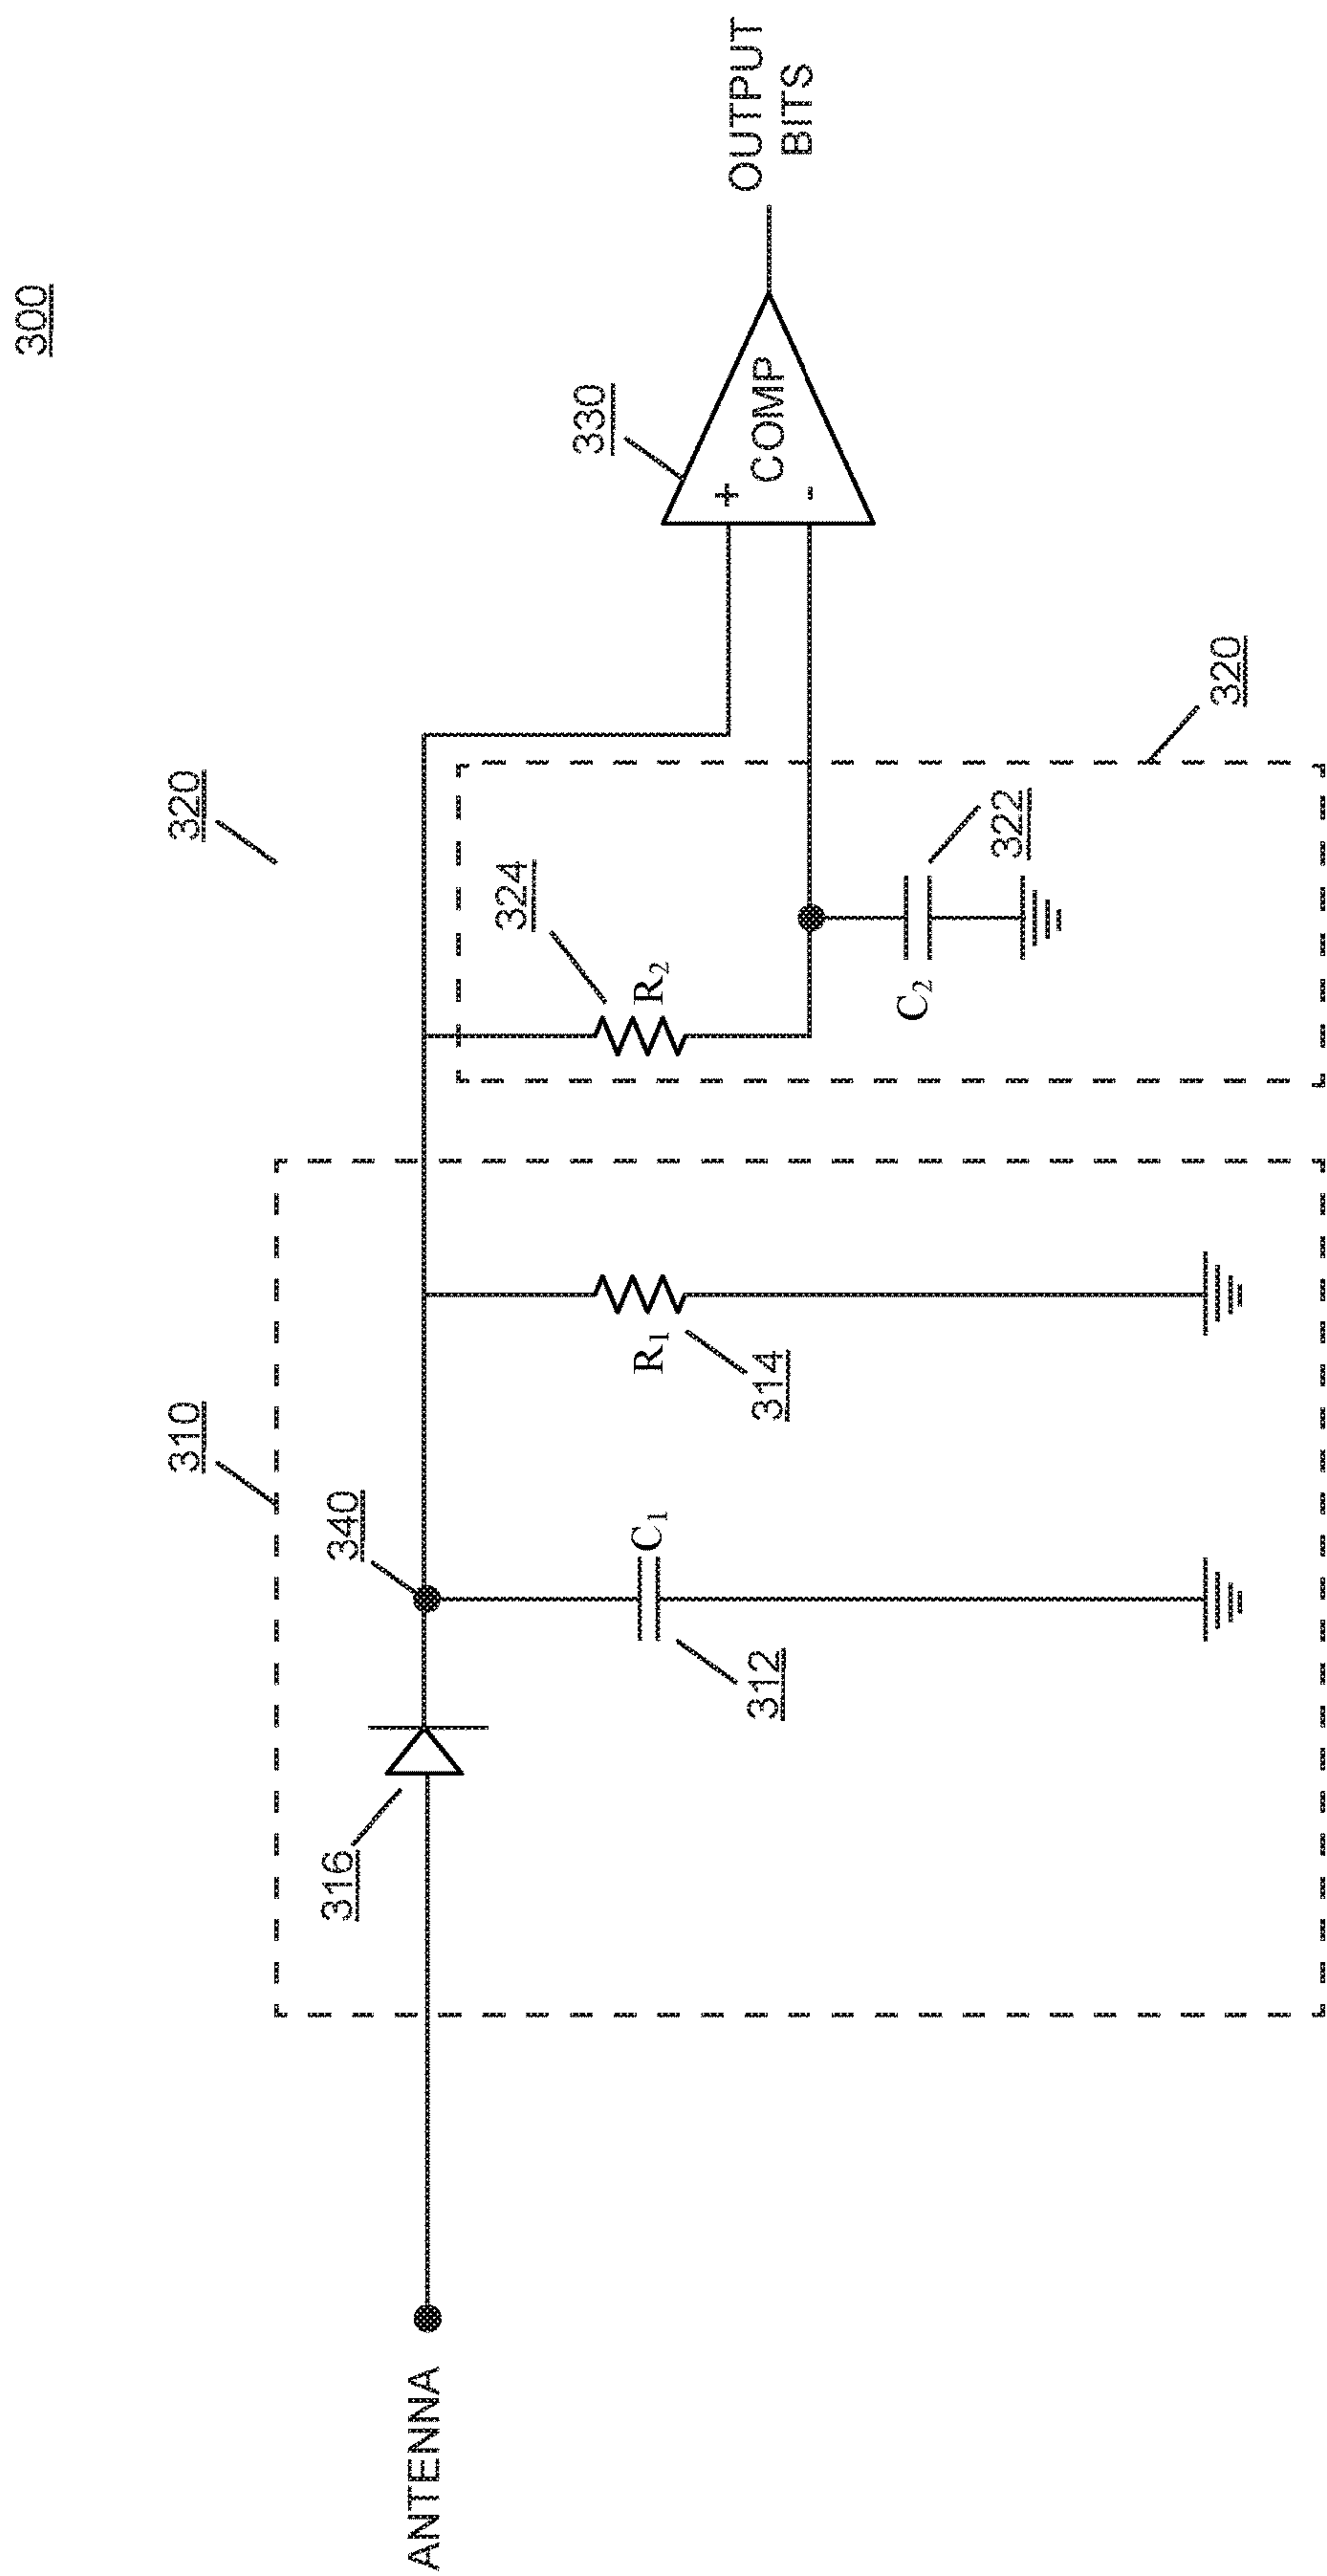 300
320
310
340
316
ANTENNA
C₁
312
R₁
314
324
R₂
C₂
322
320
330
+
-
COMP
OUTPUT
BITS